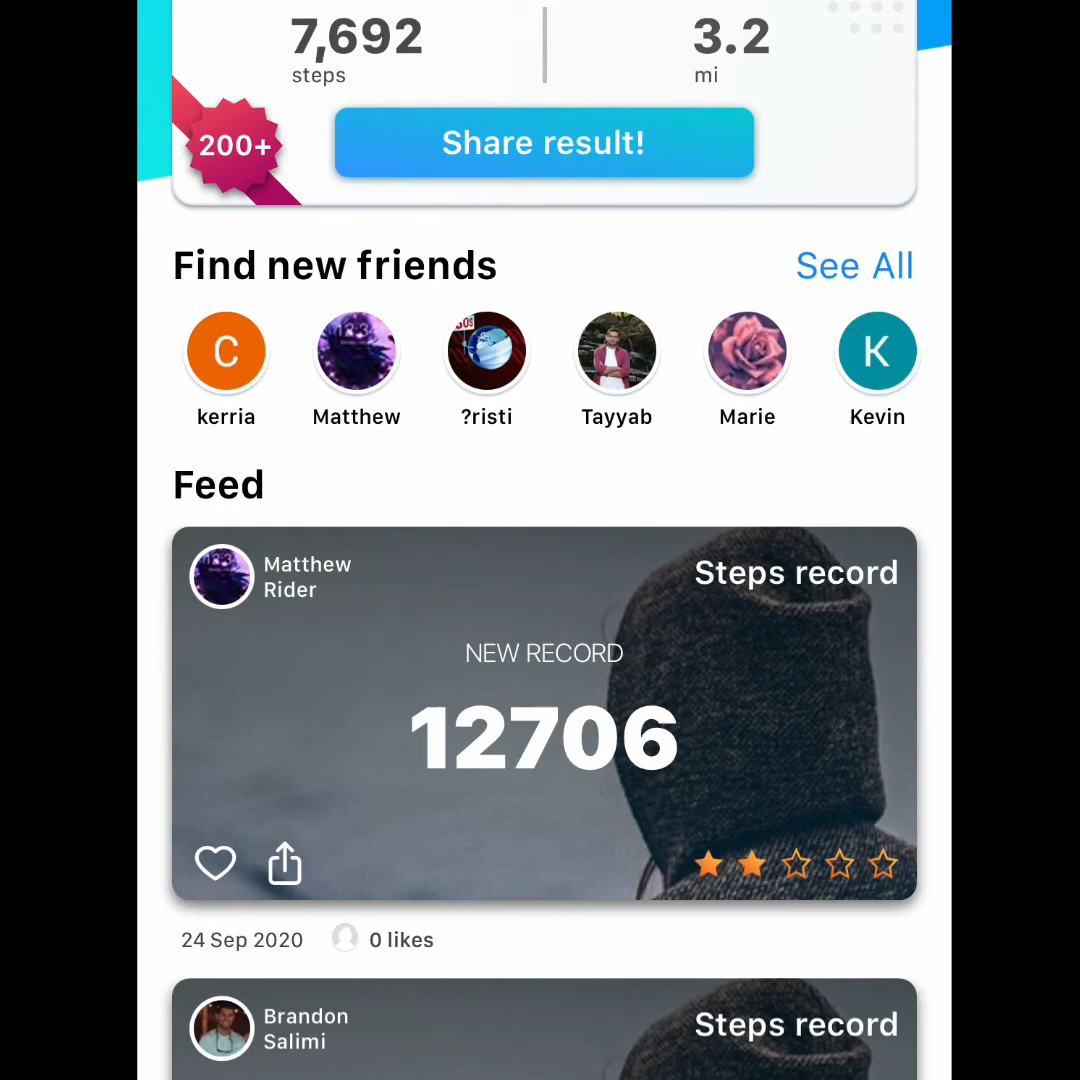 7,692
3.2
steps
mi
200+
Share result!
Find new friends
See All
C
K
kerria
Matthew
?risti
Tayyab
Marie
Kevin
Feed
Matthew
Rider
Steps record
NEW RECORD
12706
24 Sep 2020
0 likes
Brandon
Salimi
Steps record